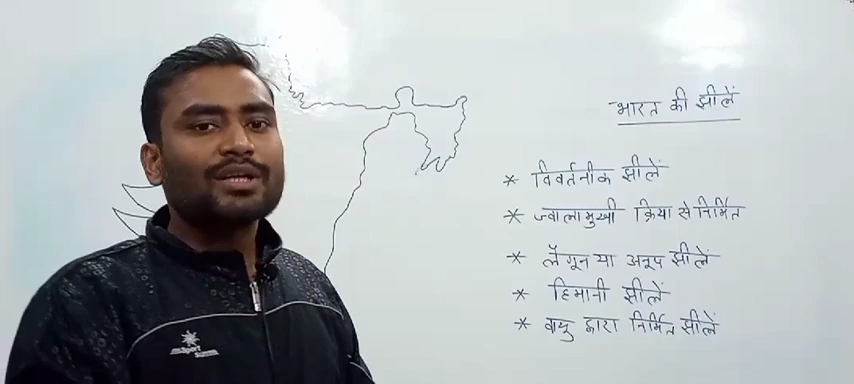 भारत की झीलें
* विवर्तनीक झीलें
* ज्वालामुखी क्रिया से निर्मित
* लैगून या अनूप झीलें
* हिमानी झीलें
* वायु द्वारा निर्मित झीलें